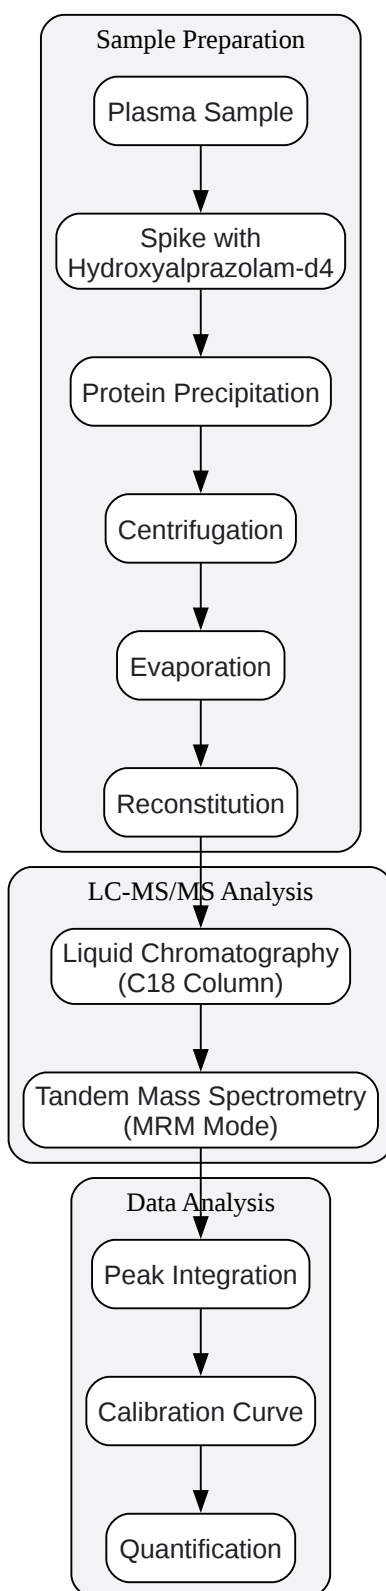 Sample Preparation
Plasma Sample
Spike with
Hydroxyalprazolam-d4
Protein Precipitation
Centrifugation
Evaporation
Reconstitution
LC-MS/MS Analysis
Liquid Chromatography
(C18 Column)
Tandem Mass Spectrometry
(MRM Mode)
Data Analysis
Peak Integration
Calibration Curve
Quantification